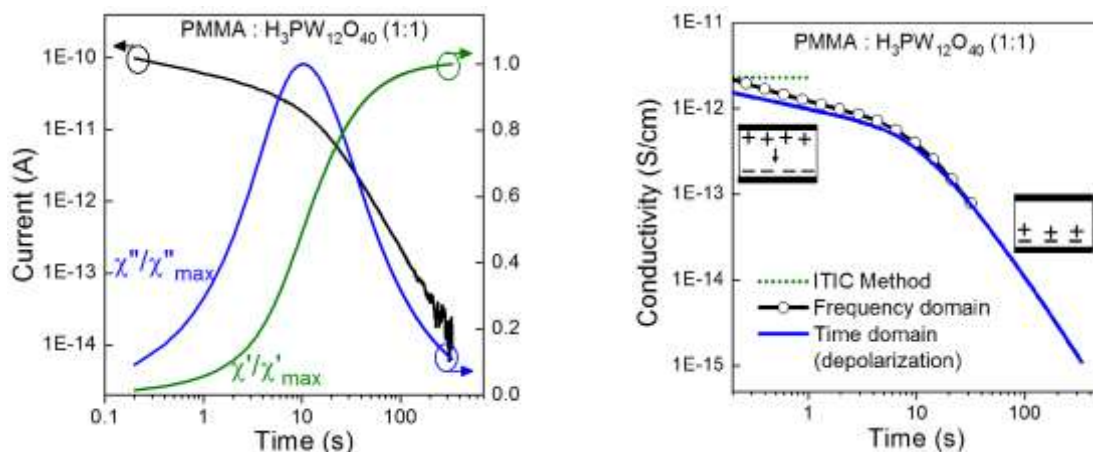 PMMA : H₃PW₁₂O₄₀ (1:1)
1E-10
1E-11
1E-12
1E-13
1E-14
Current (A)
1.0
0.8
0.6
0.4
0.2
0.0
χ"/χ"max
χ'/χ'max
0.1
1
10
100
Time (s)
PMMA : H₃PW₁₂O₄₀ (1:1)
1E-11
1E-12
1E-13
1E-14
1E-15
Conductivity (S/cm)
+ + + +
− − − −
+ + +
− − −
ITIC Method
Frequency domain
Time domain
(depolarization)
1
10
100
Time (s)